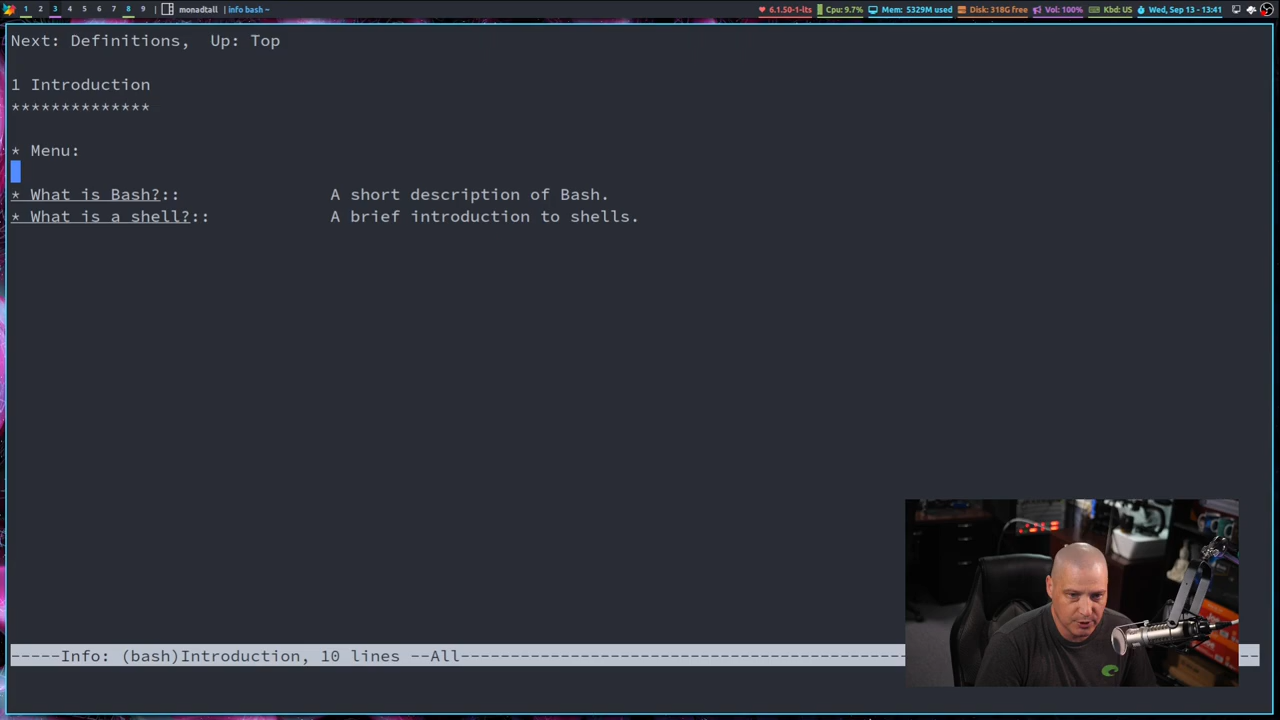 1 2 3 4 5 6 7 8 9 | monadtall | info bash ~ 6.1.50-1-lts Cpu: 9.7% Mem: 5329M used Disk: 318G free Vol: 100% Kbd: US Wed, Sep 13 - 13:41
Next: Definitions,  Up: Top
1 Introduction
**************
* Menu:
* What is Bash?:: A short description of Bash.
* What is a shell?:: A brief introduction to shells.
-----Info: (bash)Introduction, 10 lines --All---------------------------------------------